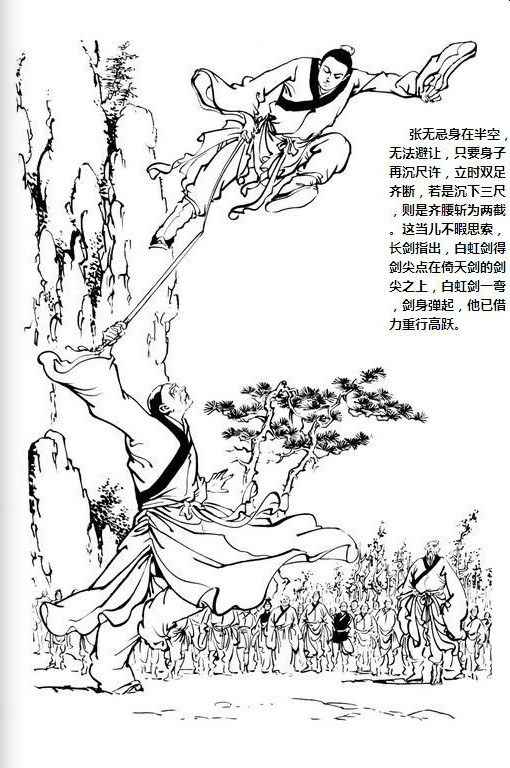 张无忌身在半空，
无法避让，只要身子
再沉尺许，立时双足
齐断，若是沉下三尺
，则是齐腰斩为两截
。这当儿不暇思索，
长剑指出，白虹剑得
剑尖点在倚天剑的剑
尖之上，白虹剑一弯
，剑身弹起，他已借
力重行高跃。